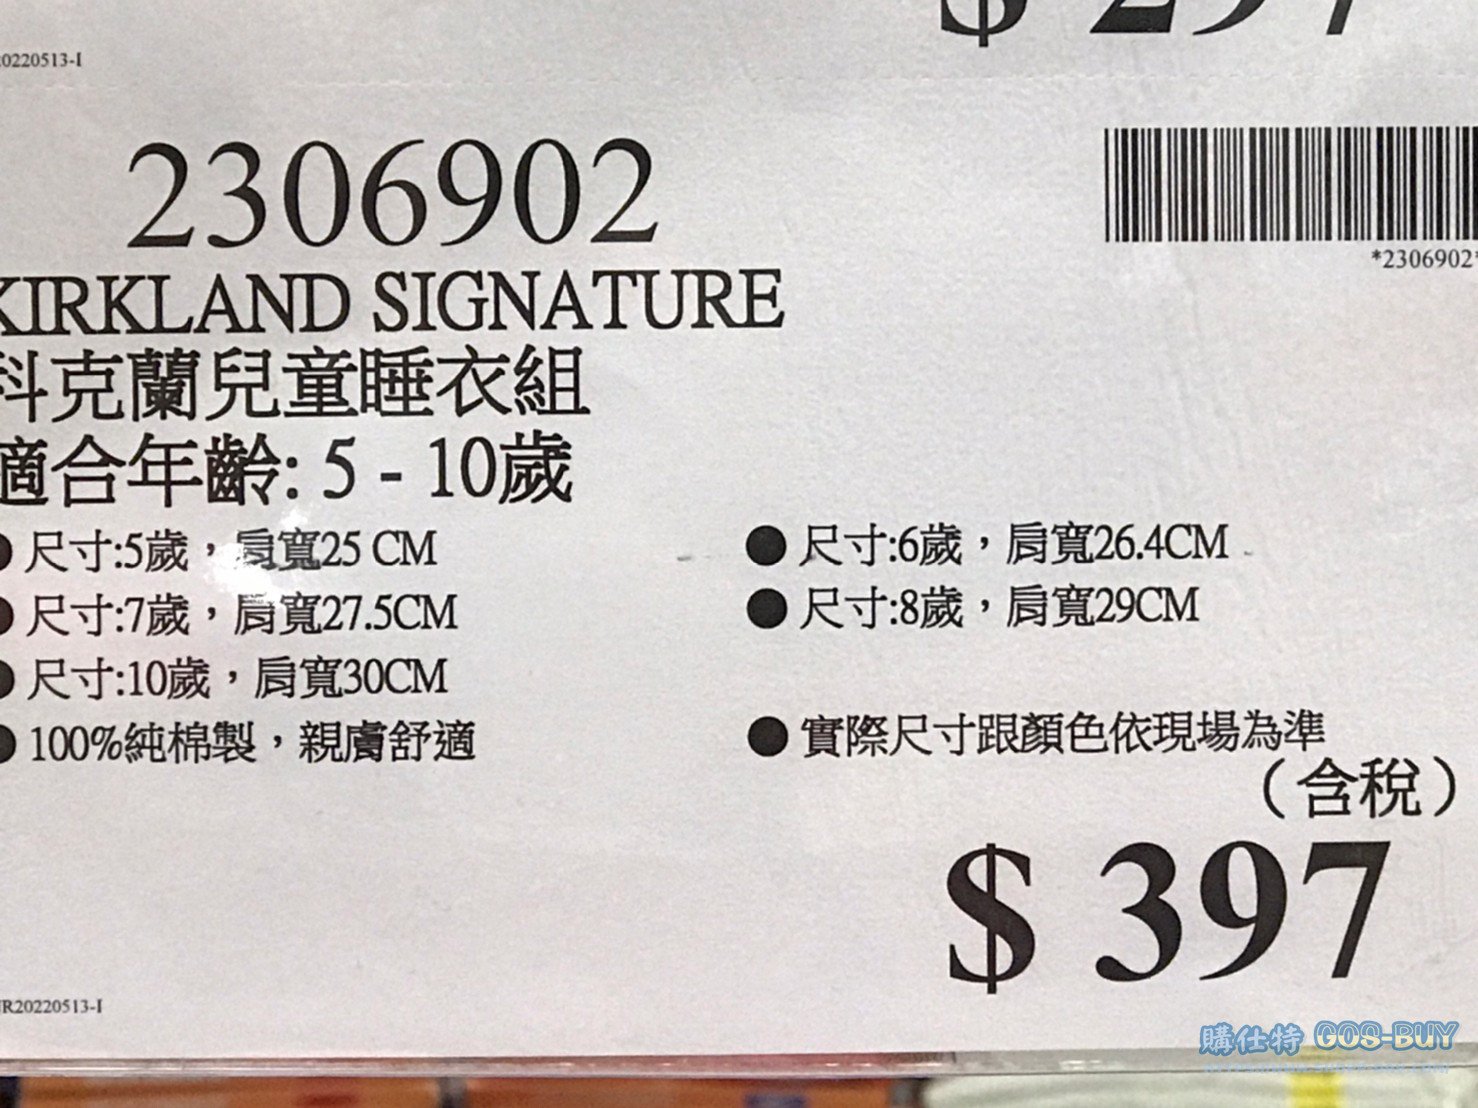 $ 297
20220513-I
2306902
*2306902*
KIRKLAND SIGNATURE
科克蘭兒童睡衣組
適合年齡: 5 - 10歲
● 尺寸:5歲，肩寬25 CM
● 尺寸:6歲，肩寬26.4CM
● 尺寸:7歲，肩寬27.5CM
● 尺寸:8歲，肩寬29CM
● 尺寸:10歲，肩寬30CM
● 100%純棉製，親膚舒適
● 實際尺寸跟顏色依現場為準
（含稅）
$ 397
R20220513-I
購仕特 GOS-BUY